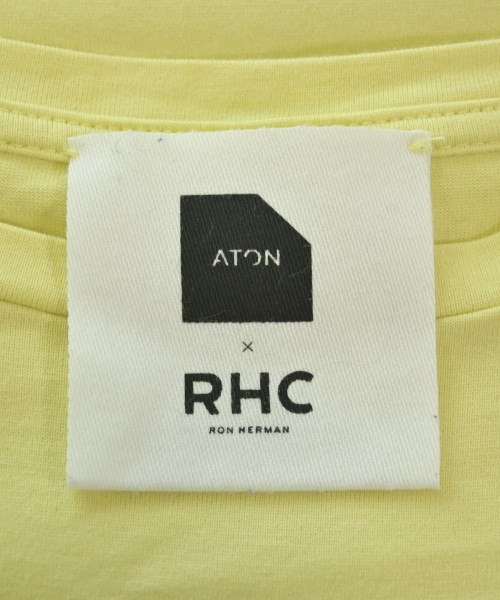 ATON
×
RHC
RON HERMAN